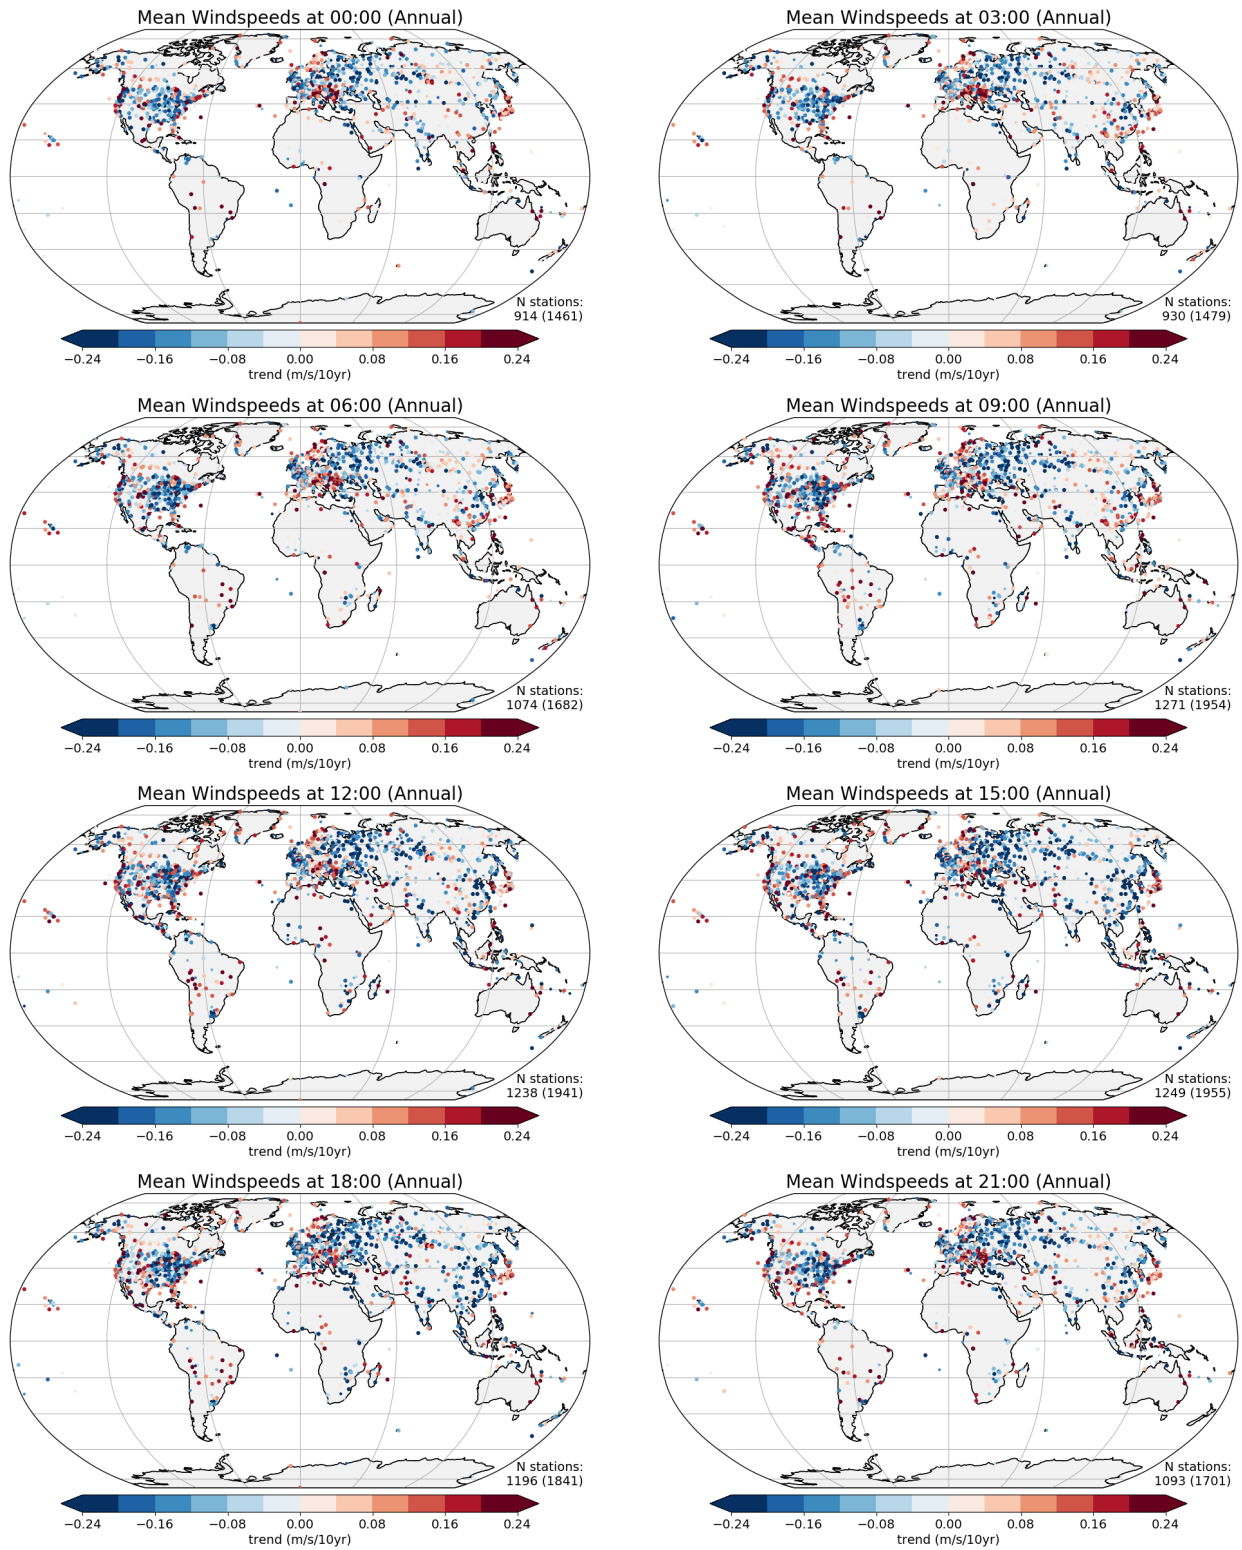 Mean Windspeeds at 00:00 (Annual)
N stations:
914 (1461)
−0.24 −0.16 −0.08 0.00 0.08 0.16 0.24
trend (m/s/10yr)
Mean Windspeeds at 03:00 (Annual)
N stations:
930 (1479)
−0.24 −0.16 −0.08 0.00 0.08 0.16 0.24
trend (m/s/10yr)
Mean Windspeeds at 06:00 (Annual)
N stations:
1074 (1682)
−0.24 −0.16 −0.08 0.00 0.08 0.16 0.24
trend (m/s/10yr)
Mean Windspeeds at 09:00 (Annual)
N stations:
1271 (1954)
−0.24 −0.16 −0.08 0.00 0.08 0.16 0.24
trend (m/s/10yr)
Mean Windspeeds at 12:00 (Annual)
N stations:
1238 (1941)
−0.24 −0.16 −0.08 0.00 0.08 0.16 0.24
trend (m/s/10yr)
Mean Windspeeds at 15:00 (Annual)
N stations:
1249 (1955)
−0.24 −0.16 −0.08 0.00 0.08 0.16 0.24
trend (m/s/10yr)
Mean Windspeeds at 18:00 (Annual)
N stations:
1196 (1841)
−0.24 −0.16 −0.08 0.00 0.08 0.16 0.24
trend (m/s/10yr)
Mean Windspeeds at 21:00 (Annual)
N stations:
1093 (1701)
−0.24 −0.16 −0.08 0.00 0.08 0.16 0.24
trend (m/s/10yr)